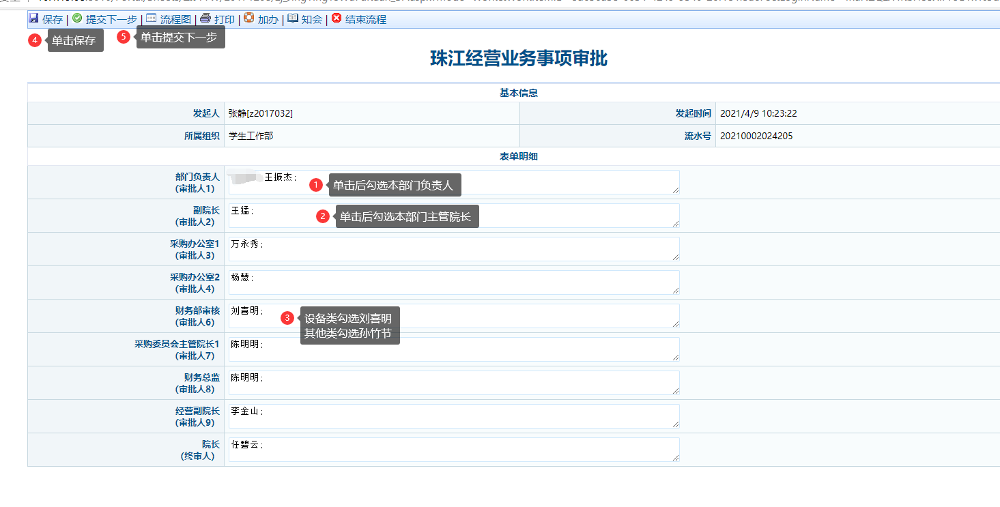 保存 | 提交下一步 | 流程图 | 打印 | 加办 | 知会 | 结束流程
4 单击保存
5 单击提交下一步
珠江经营业务事项审批
基本信息
发起人 张静[z2017032] 发起时间 2021/4/9 10:23:22
所属组织 学生工作部 流水号 20210002024205
表单明细
部门负责人 王振杰;
(审批人1)
1 单击后勾选本部门负责人
副院长 王猛;
(审批人2)
2 单击后勾选本部门主管院长
采购办公室1 万永秀;
(审批人3)
采购办公室2 杨慧;
(审批人4)
财务部审核 刘喜明;
(审批人6)
3 设备类勾选刘喜明
其他类勾选孙竹节
采购委员会主管院长1 陈明明;
(审批人7)
财务总监 陈明明;
(审批人8)
经营副院长 李金山;
(审批人9)
院长 任碧云;
(终审人)